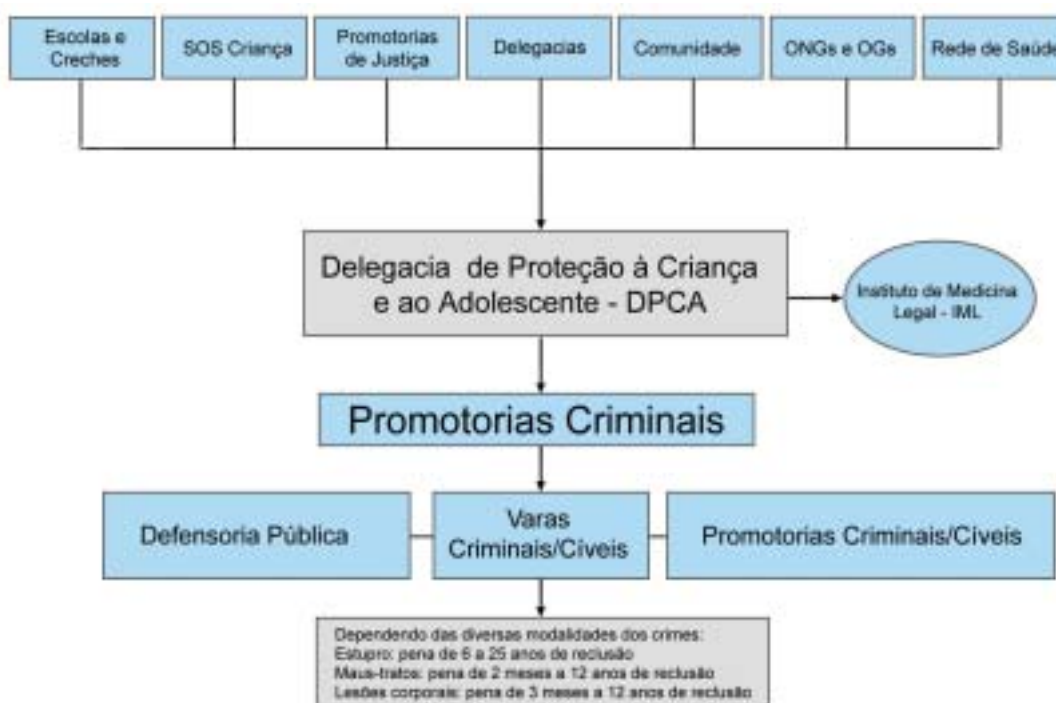 Escolas e
Creches
SOS Criança
Promotorias
de Justiça
Delegacias
Comunidade
ONGs e OGs
Rede de Saúde
Delegacia de Proteção à Criança
e ao Adolescente - DPCA
Instituto de Medicina
Legal - IML
Promotorias Criminais
Defensoria Pública
Varas
Criminais/Cíveis
Promotorias Criminais/Cíveis
Dependendo das diversas modalidades dos crimes:
Estupro: pena de 6 a 25 anos de reclusão
Maus-tratos: pena de 2 meses a 12 anos de reclusão
Lesões corporais: pena de 3 meses a 12 anos de reclusão